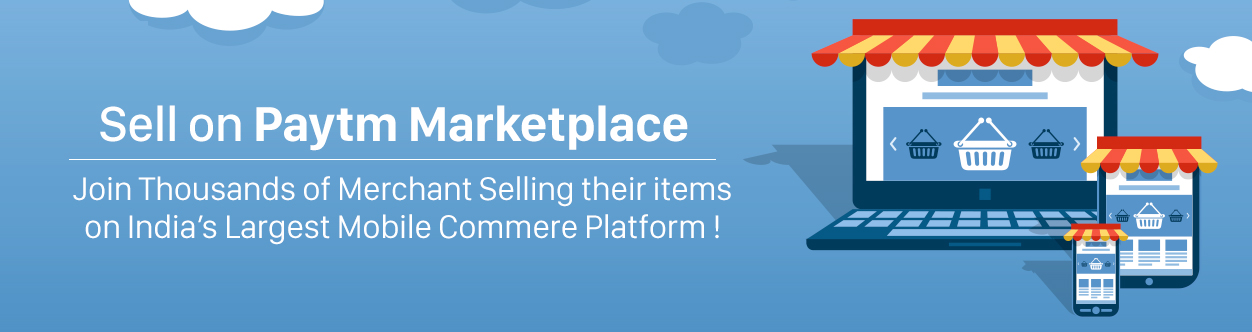 Sell on Paytm Marketplace
Join Thousands of Merchant Selling their items
on India's Largest Mobile Commere Platform !